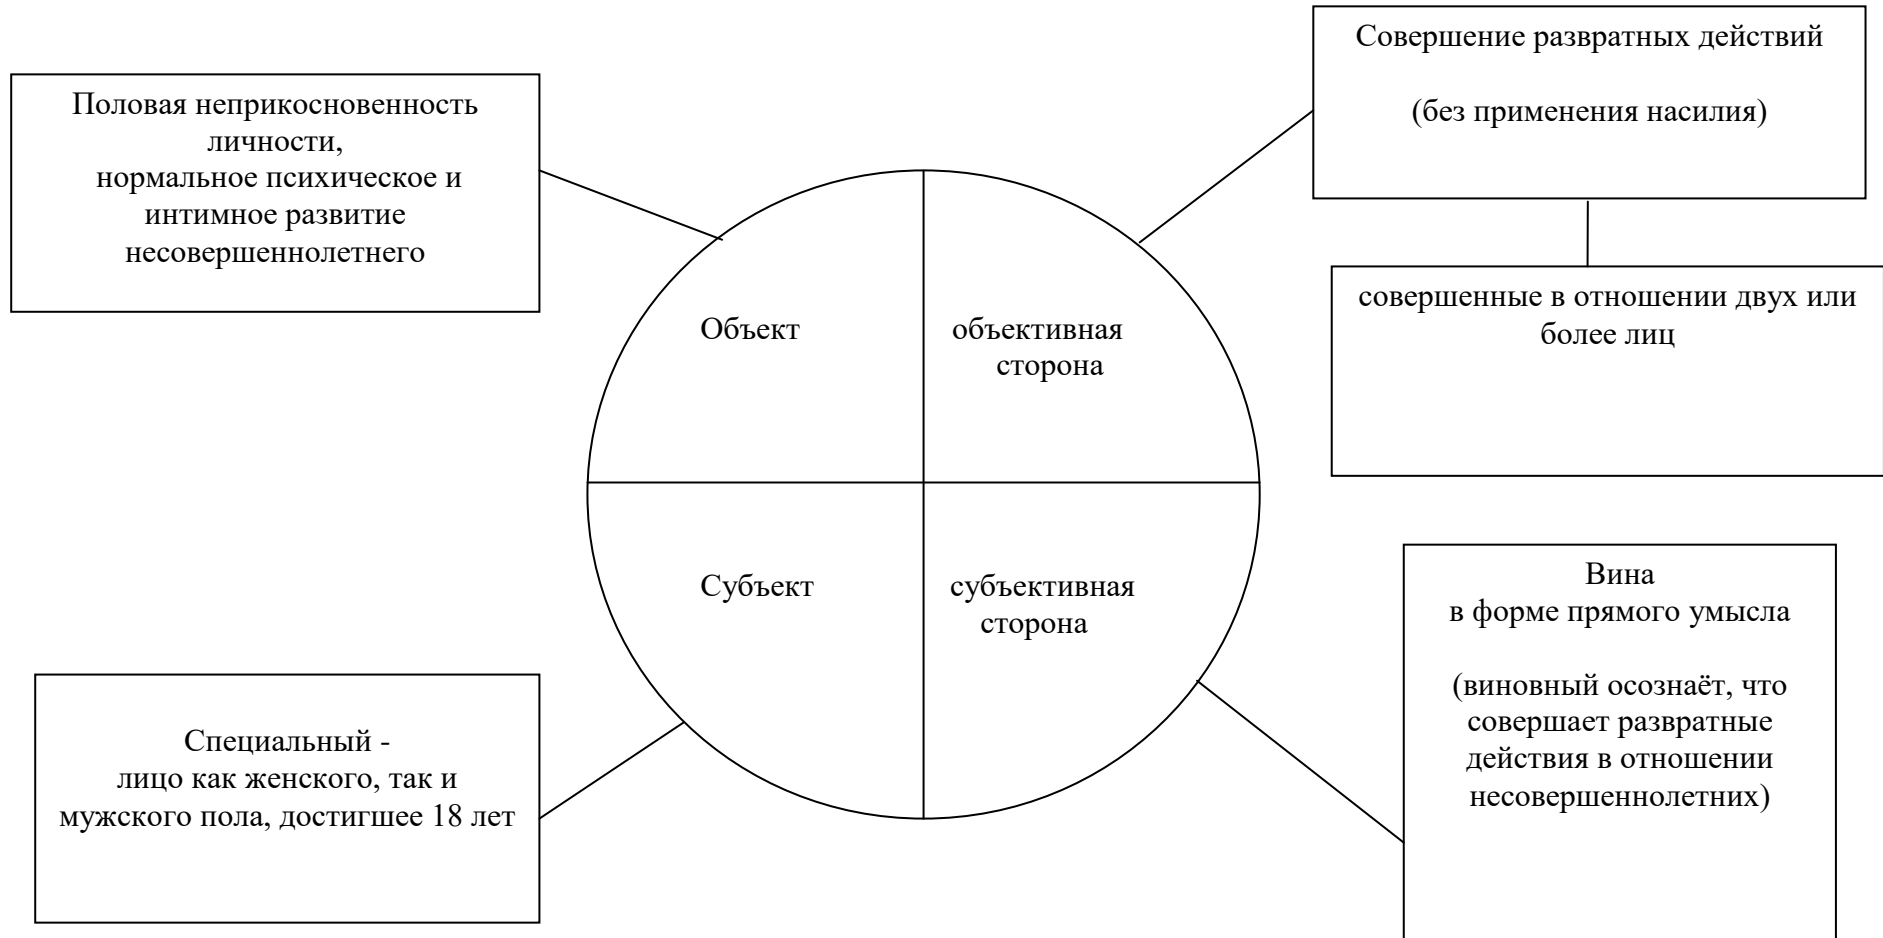 Половая неприкосновенность
личности,
нормальное психическое и
интимное развитие
несовершеннолетнего
Совершение развратных действий
(без применения насилия)
совершенные в отношении двух или
более лиц
Объект
объективная
сторона
Субъект
субъективная
сторона
Специальный -
лицо как женского, так и
мужского пола, достигшее 18 лет
Вина
в форме прямого умысла
(виновный осознаёт, что
совершает развратные
действия в отношении
несовершеннолетних)